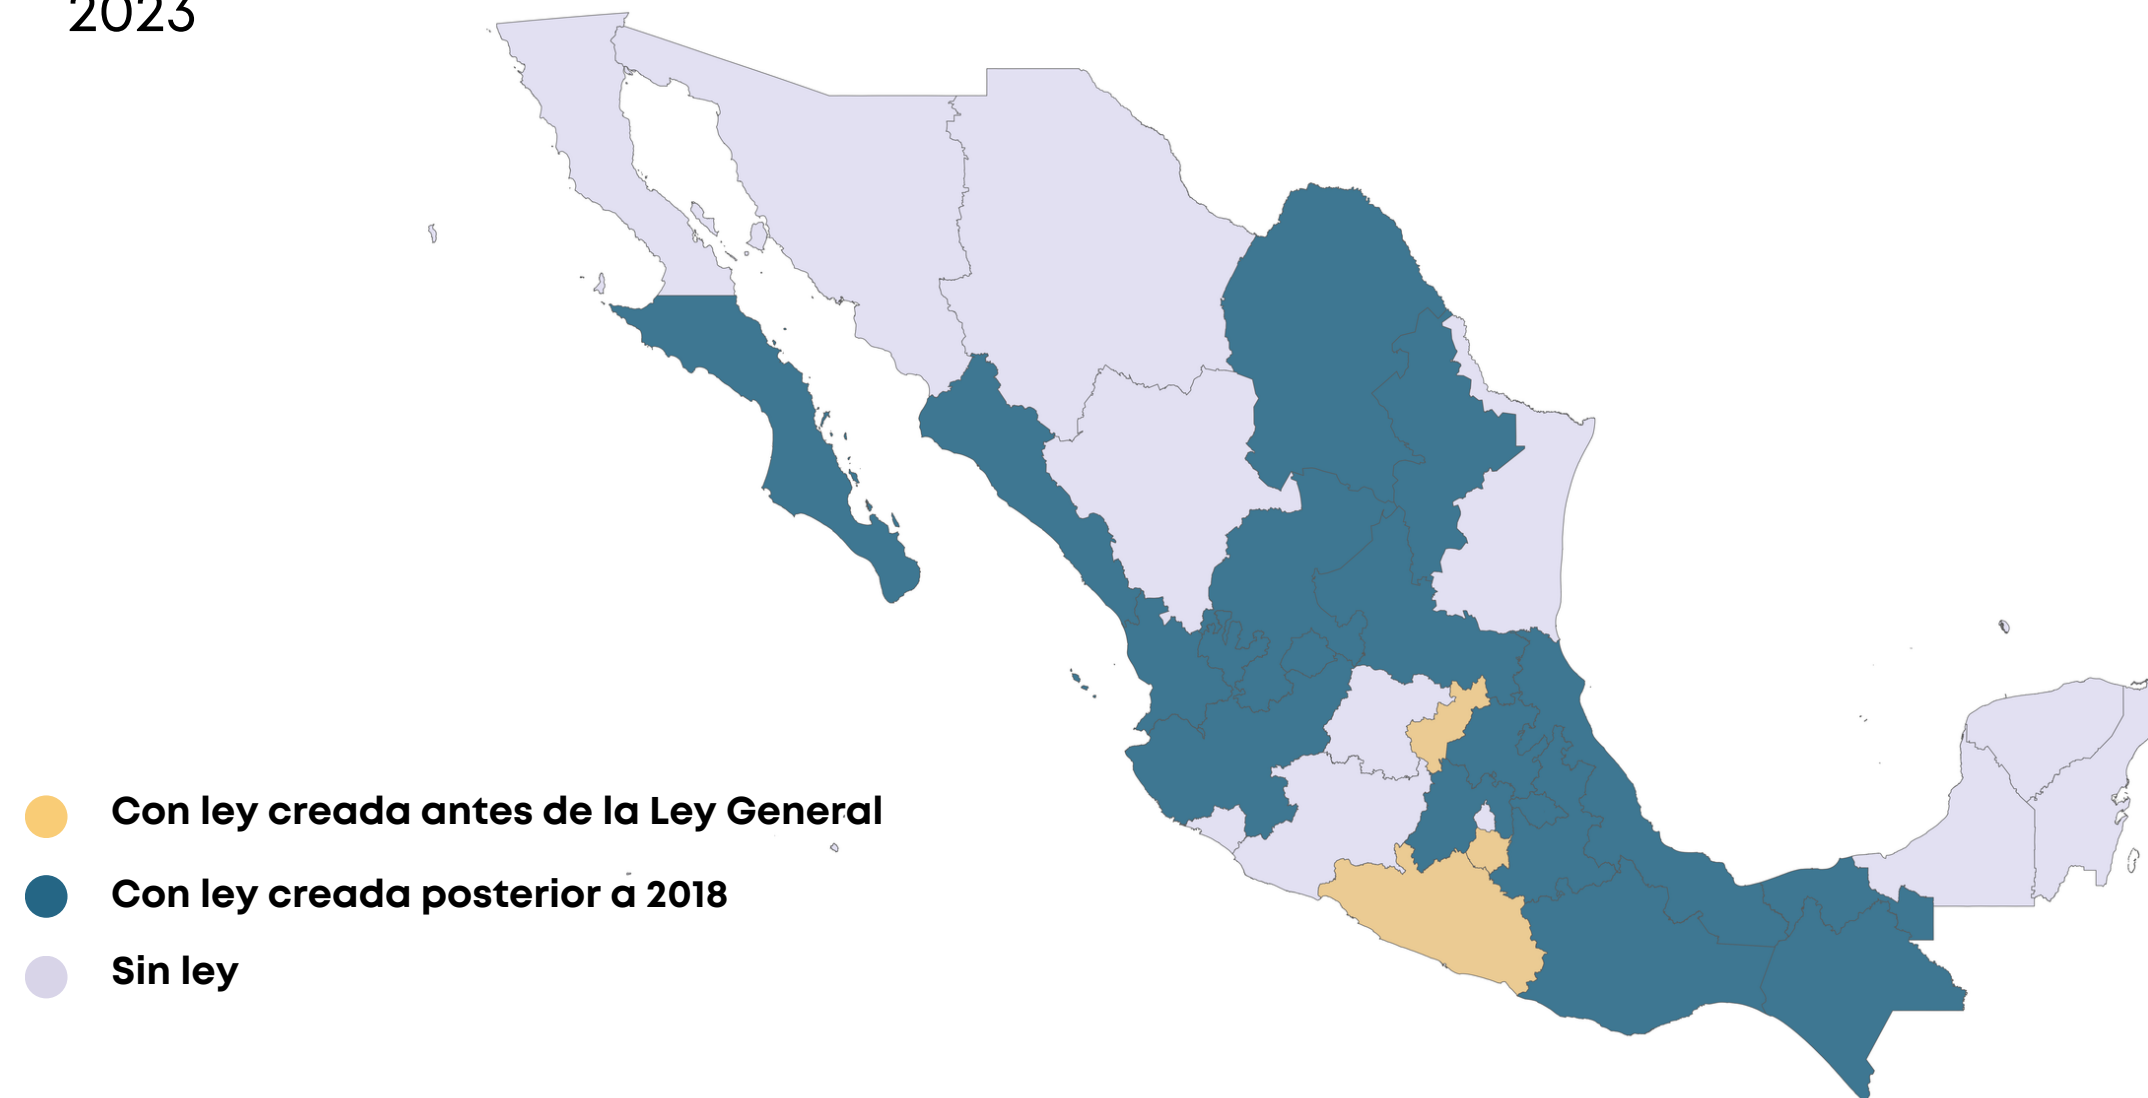 2023
Con ley creada antes de la Ley General
Con ley creada posterior a 2018
Sin ley